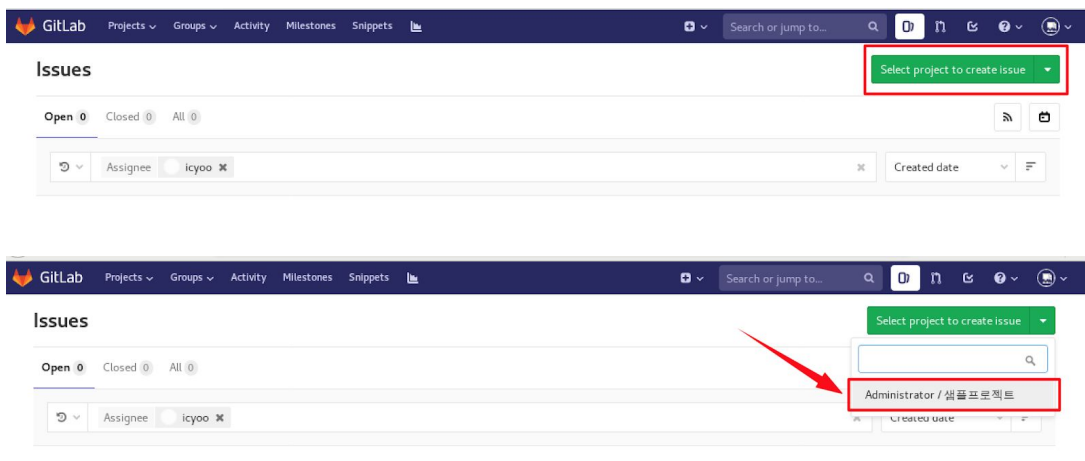 GitLab Projects Groups Activity Milestones Snippets Search or jump to...
Issues Select project to create issue
Open 0 Closed 0 All 0
Assignee icyoo Created date
GitLab Projects Groups Activity Milestones Snippets Search or jump to...
Issues Select project to create issue
Open 0 Closed 0 All 0
Administrator / 샘플프로젝트
Assignee icyoo Created date